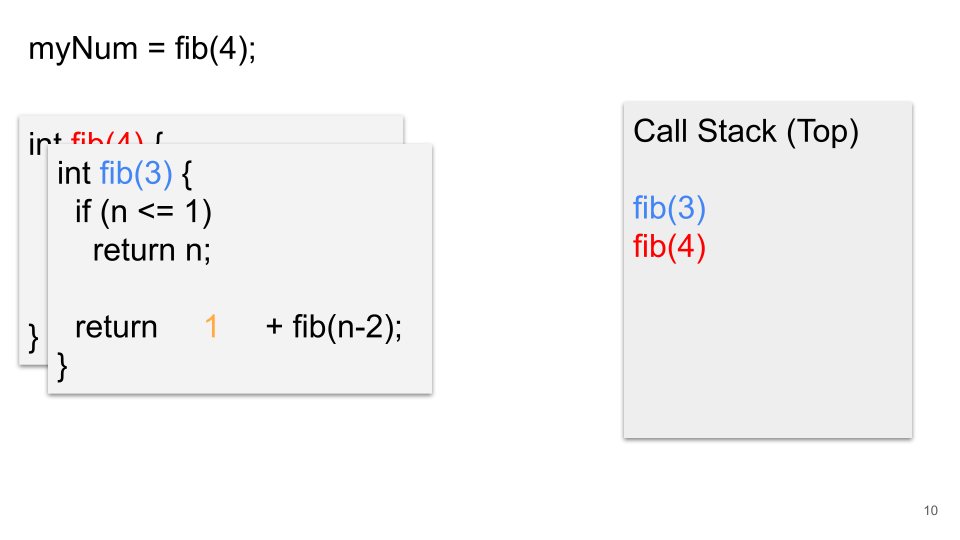 myNum = fib(4);
int fib(4) {
int fib(3) {
if (n <= 1)
return n;
return 1 + fib(n-2);
}
}
Call Stack (Top)
fib(3)
fib(4)
10